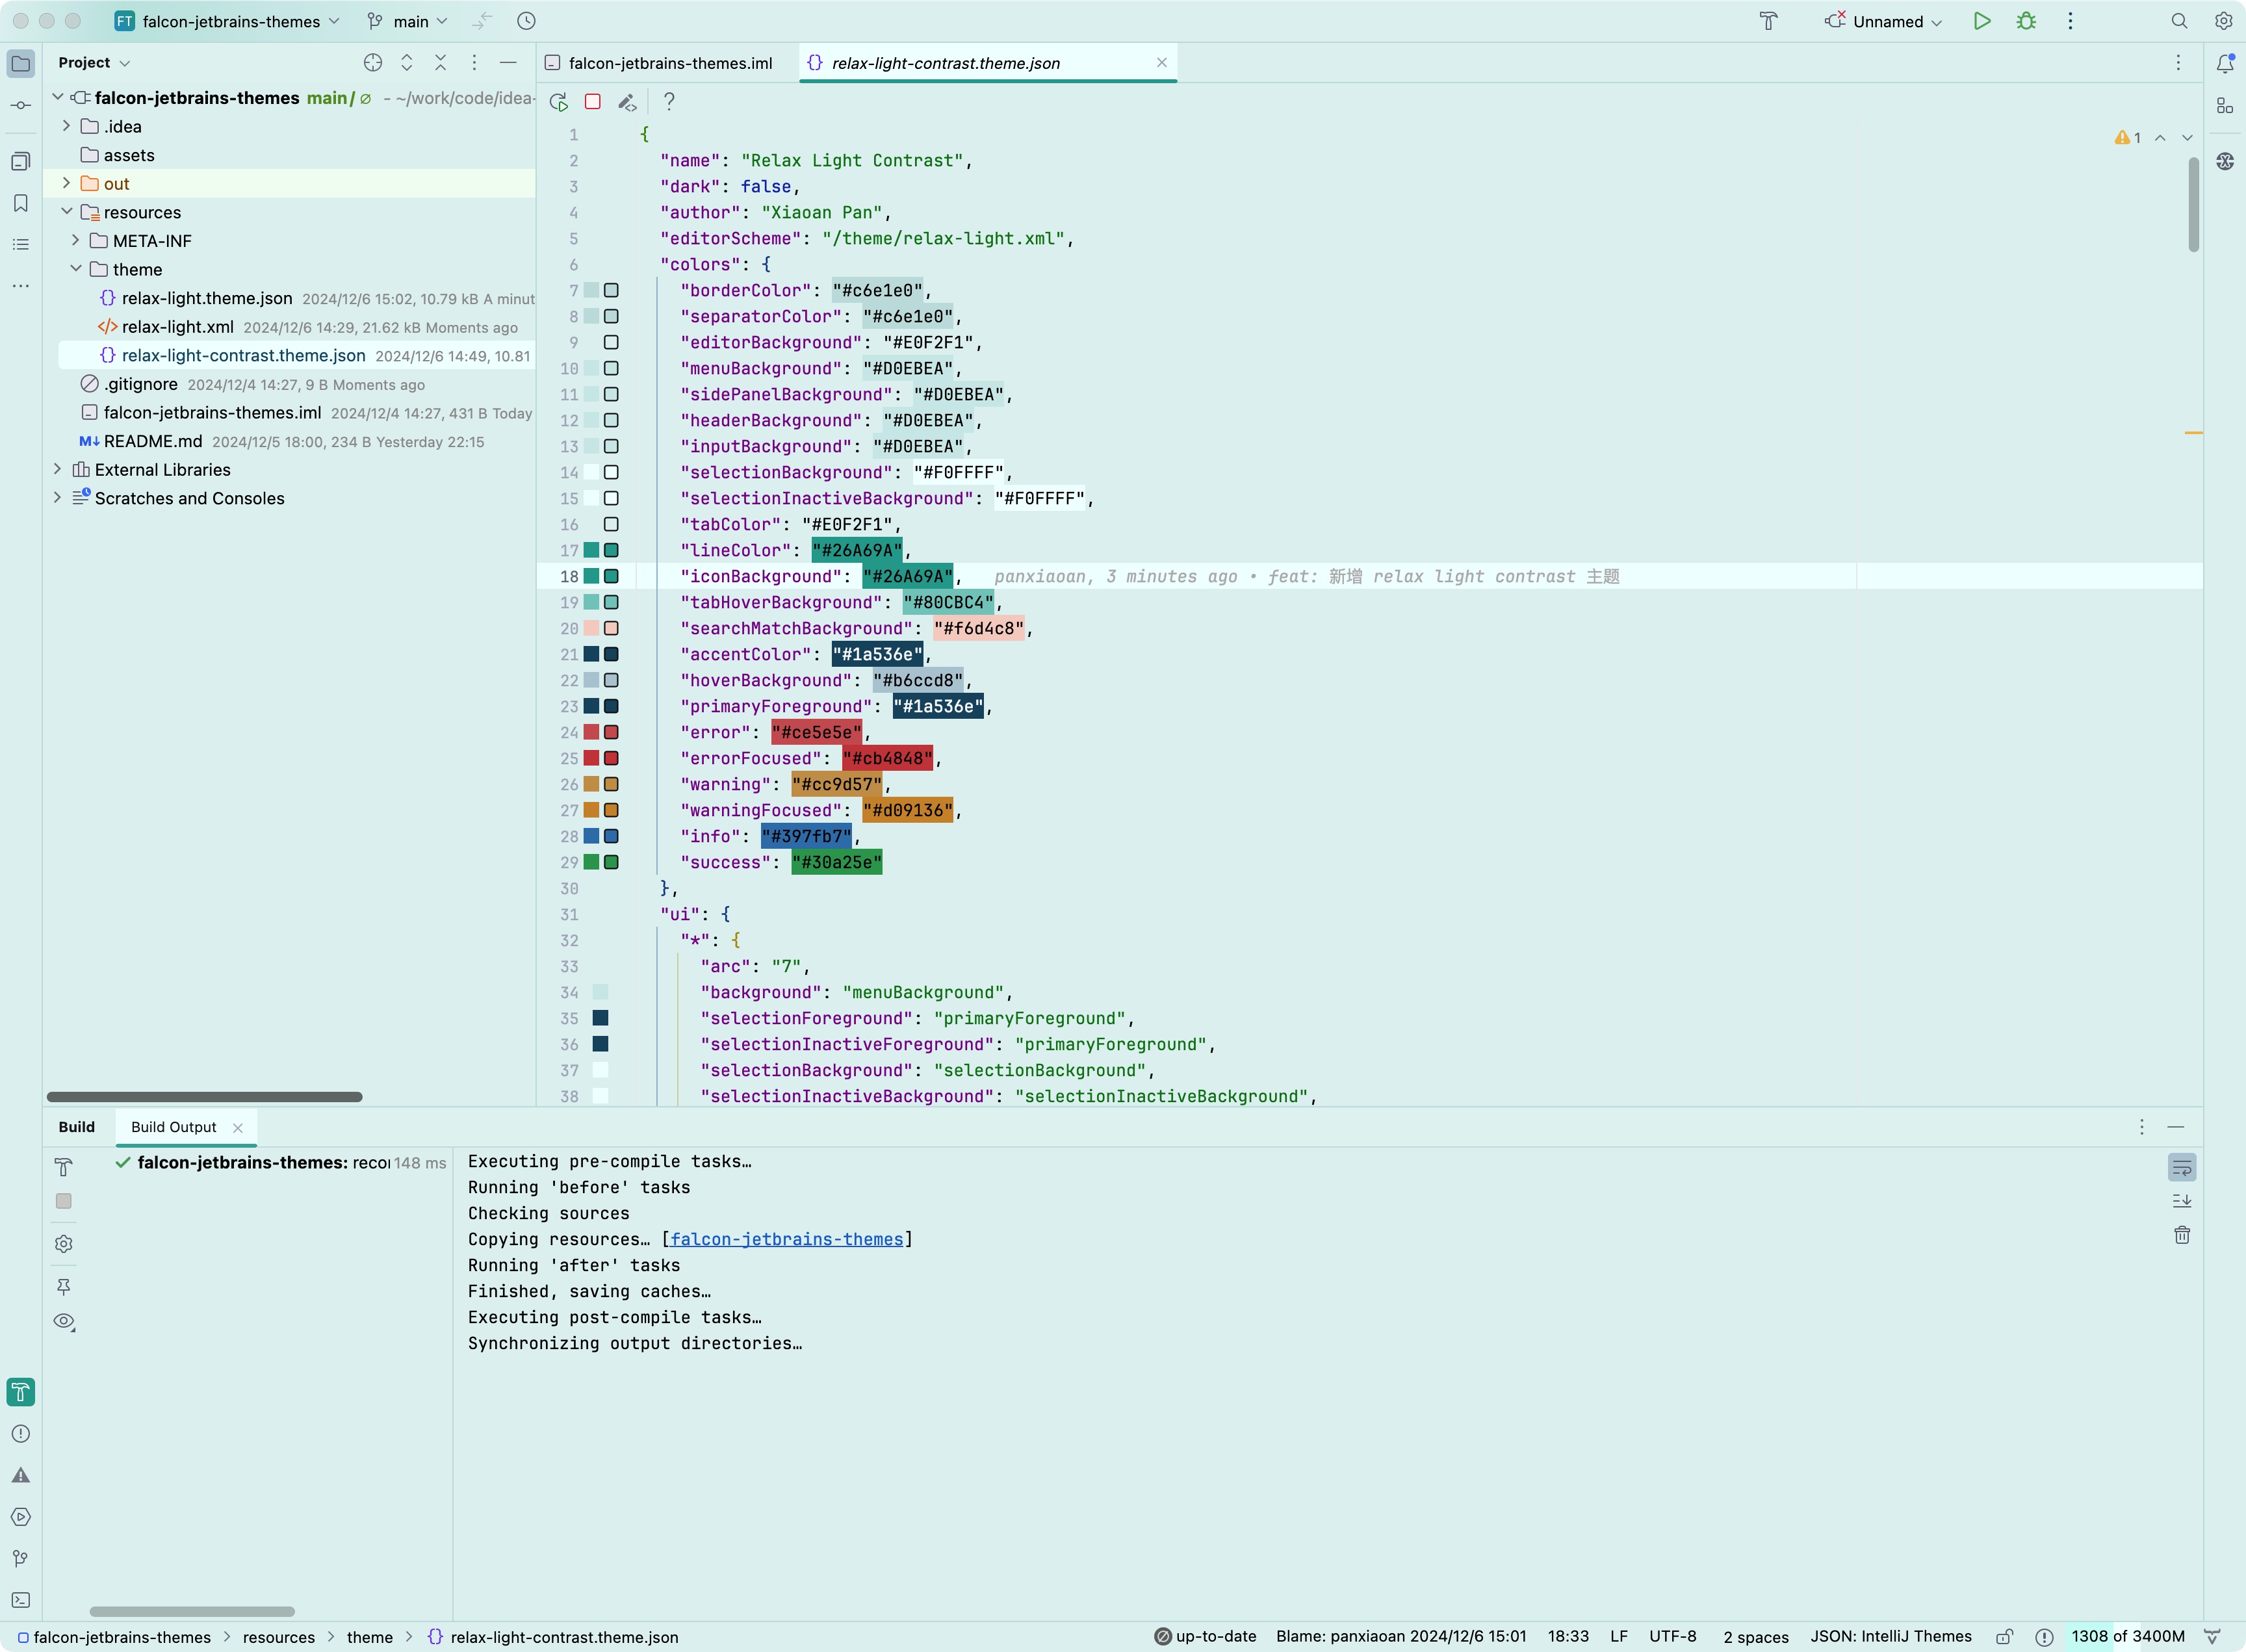 FT falcon-jetbrains-themes main Unnamed
Project
falcon-jetbrains-themes main / ∅ - ~/work/code/idea-
.idea
assets
out
resources
META-INF
theme
relax-light.theme.json 2024/12/6 15:02, 10.79 kB A minut
relax-light.xml 2024/12/6 14:29, 21.62 kB Moments ago
relax-light-contrast.theme.json 2024/12/6 14:49, 10.81
.gitignore 2024/12/4 14:27, 9 B Moments ago
falcon-jetbrains-themes.iml 2024/12/4 14:27, 431 B Today
README.md 2024/12/5 18:00, 234 B Yesterday 22:15
External Libraries
Scratches and Consoles
falcon-jetbrains-themes.iml relax-light-contrast.theme.json
?
1
1 {
2 "name": "Relax Light Contrast",
3 "dark": false,
4 "author": "Xiaoan Pan",
5 "editorScheme": "/theme/relax-light.xml",
6 "colors": {
7 "borderColor": "#c6e1e0",
8 "separatorColor": "#c6e1e0",
9 "editorBackground": "#E0F2F1",
10 "menuBackground": "#D0EBEA",
11 "sidePanelBackground": "#D0EBEA",
12 "headerBackground": "#D0EBEA",
13 "inputBackground": "#D0EBEA",
14 "selectionBackground": "#F0FFFF",
15 "selectionInactiveBackground": "#F0FFFF",
16 "tabColor": "#E0F2F1",
17 "lineColor": "#26A69A",
18 "iconBackground": "#26A69A", panxiaoan, 3 minutes ago • feat: 新增 relax light contrast 主题
19 "tabHoverBackground": "#80CBC4",
20 "searchMatchBackground": "#f6d4c8",
21 "accentColor": "#1a536e",
22 "hoverBackground": "#b6ccd8",
23 "primaryForeground": "#1a536e",
24 "error": "#ce5e5e",
25 "errorFocused": "#cb4848",
26 "warning": "#cc9d57",
27 "warningFocused": "#d09136",
28 "info": "#397fb7",
29 "success": "#30a25e"
30 },
31 "ui": {
32 "*": {
33 "arc": "7",
34 "background": "menuBackground",
35 "selectionForeground": "primaryForeground",
36 "selectionInactiveForeground": "primaryForeground",
37 "selectionBackground": "selectionBackground",
38 "selectionInactiveBackground": "selectionInactiveBackground",
Build Build Output
falcon-jetbrains-themes: reco 148 ms
Executing pre-compile tasks…
Running 'before' tasks
Checking sources
Copying resources… [falcon-jetbrains-themes]
Running 'after' tasks
Finished, saving caches…
Executing post-compile tasks…
Synchronizing output directories…
falcon-jetbrains-themes > resources > theme > relax-light-contrast.theme.json up-to-date Blame: panxiaoan 2024/12/6 15:01 18:33 LF UTF-8 2 spaces JSON: IntelliJ Themes 1308 of 3400M